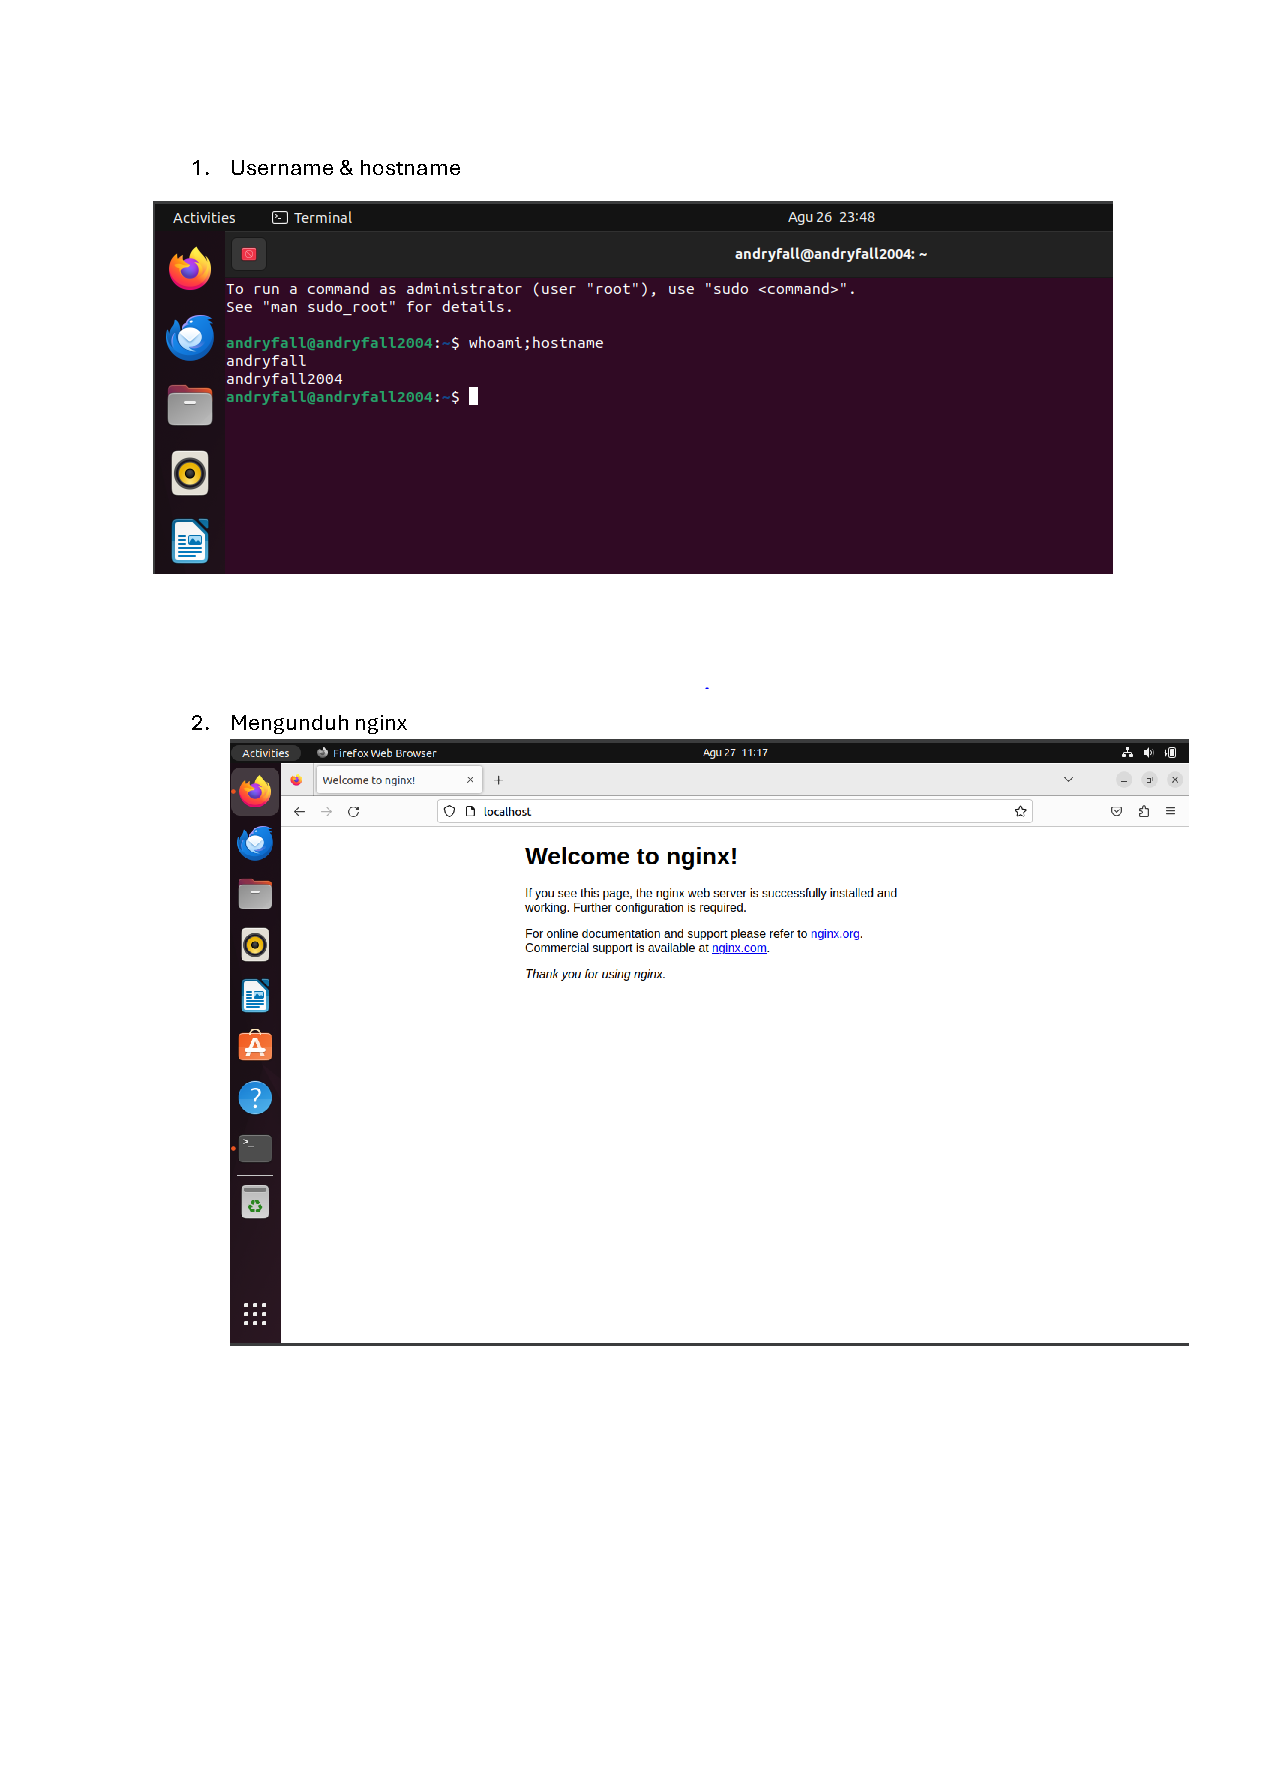 1. Username & hostname
Activities Terminal Agu 26 23:48
andryfall@andryfall2004: ~
To run a command as administrator (user "root"), use "sudo <command>".
See "man sudo_root" for details.
andryfall@andryfall2004:~$ whoami;hostname
andryfall
andryfall2004
andryfall@andryfall2004:~$
2. Mengunduh nginx
Activities Firefox Web Browser Agu 27 11:17
Welcome to nginx!
localhost
Welcome to nginx!
If you see this page, the nginx web server is successfully installed and
working. Further configuration is required.
For online documentation and support please refer to nginx.org.
Commercial support is available at nginx.com.
Thank you for using nginx.